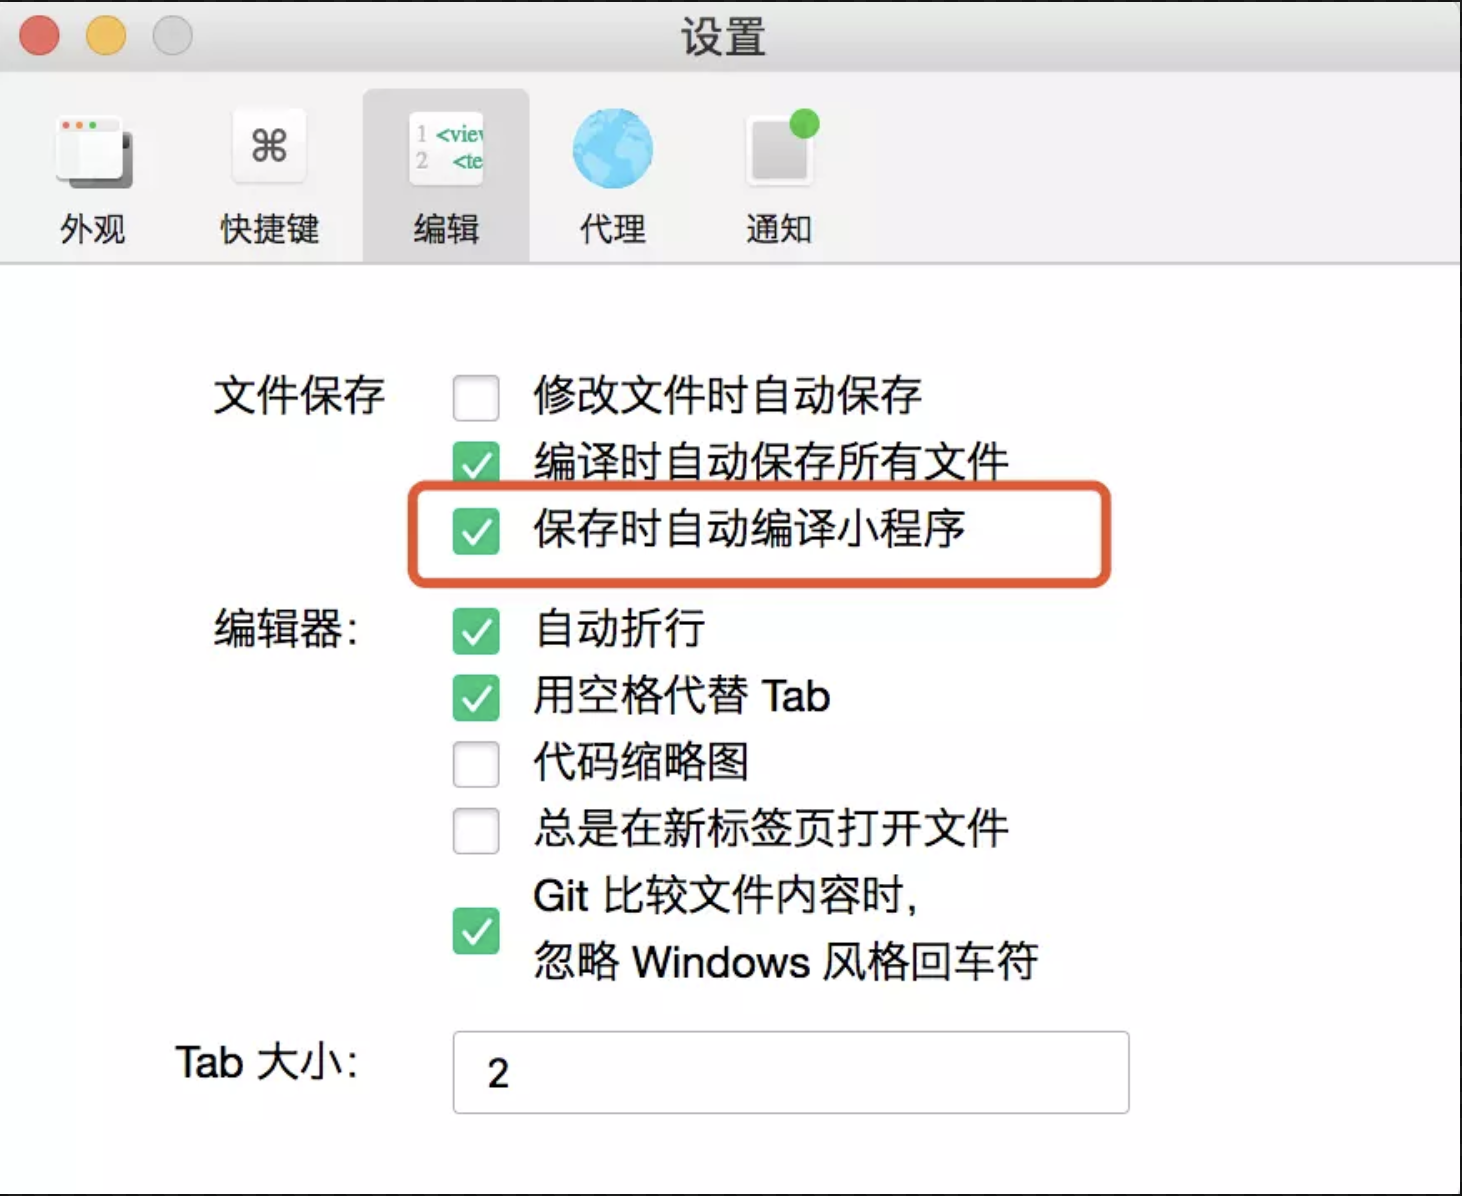 设置
1 <view
2 <te
外观
快捷键
编辑
代理
通知
文件保存
修改文件时自动保存
编译时自动保存所有文件
保存时自动编译小程序
编辑器：
自动折行
用空格代替 Tab
代码缩略图
总是在新标签页打开文件
Git 比较文件内容时，
忽略 Windows 风格回车符
Tab 大小：
2